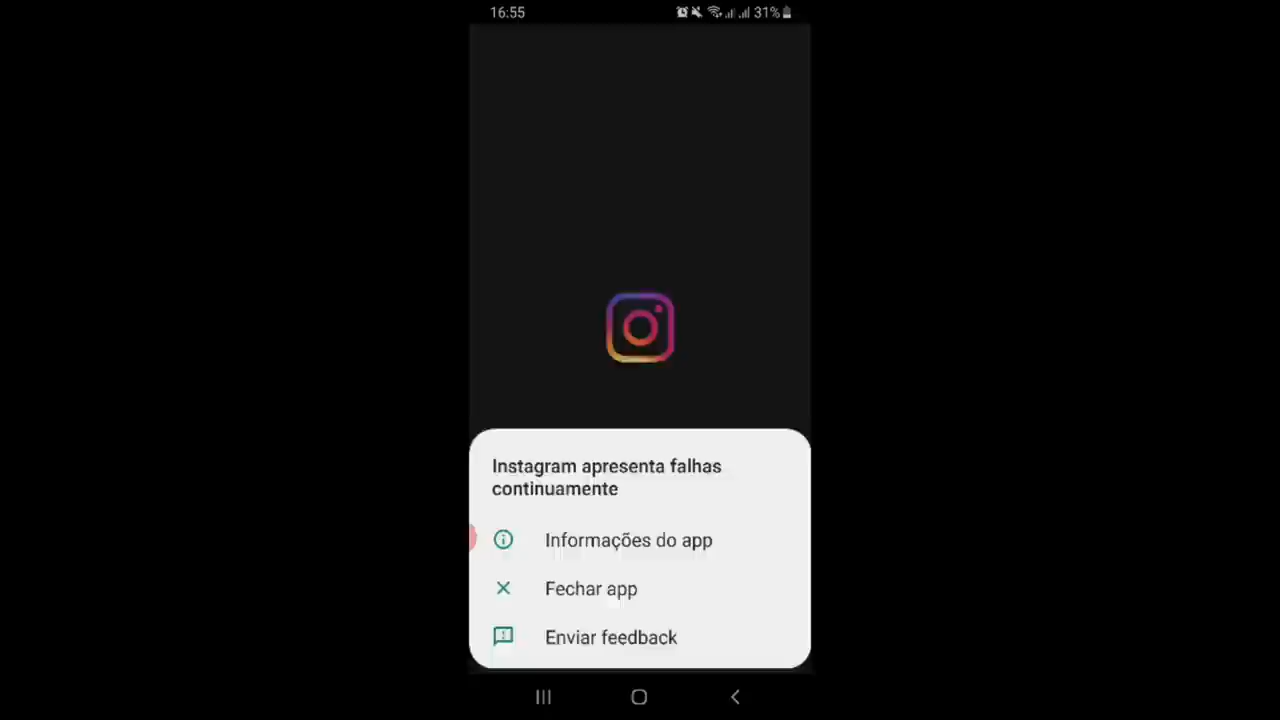 16:55 31%
Instagram apresenta falhas
continuamente
Informações do app
Fechar app
Enviar feedback